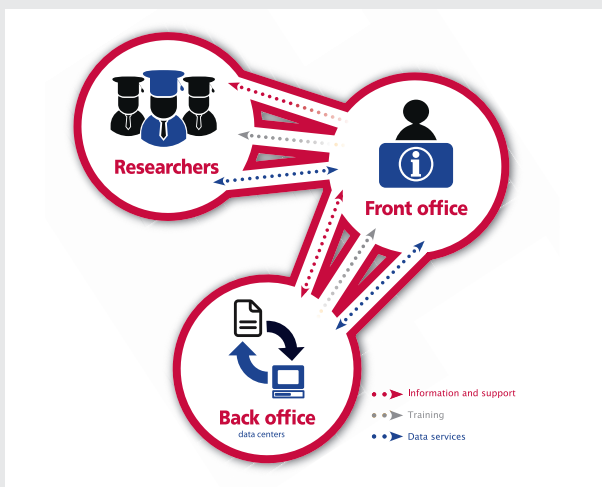 Researchers
Front office
Back office
data centers
Information and support
Training
Data services